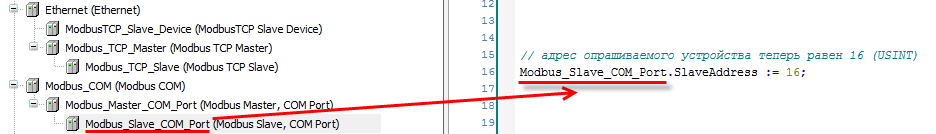 Ethernet (Ethernet)
ModbusTCP_Slave_Device (ModbusTCP Slave Device)
Modbus_TCP_Master (Modbus TCP Master)
Modbus_TCP_Slave (Modbus TCP Slave)
Modbus_COM (Modbus COM)
Modbus_Master_COM_Port (Modbus Master, COM Port)
Modbus_Slave_COM_Port (Modbus Slave, COM Port)
12
13
14
15 // адрес опрашиваемого устройства теперь равен 16 (USINT)
16 Modbus_Slave_COM_Port.SlaveAddress := 16;
17
18
19